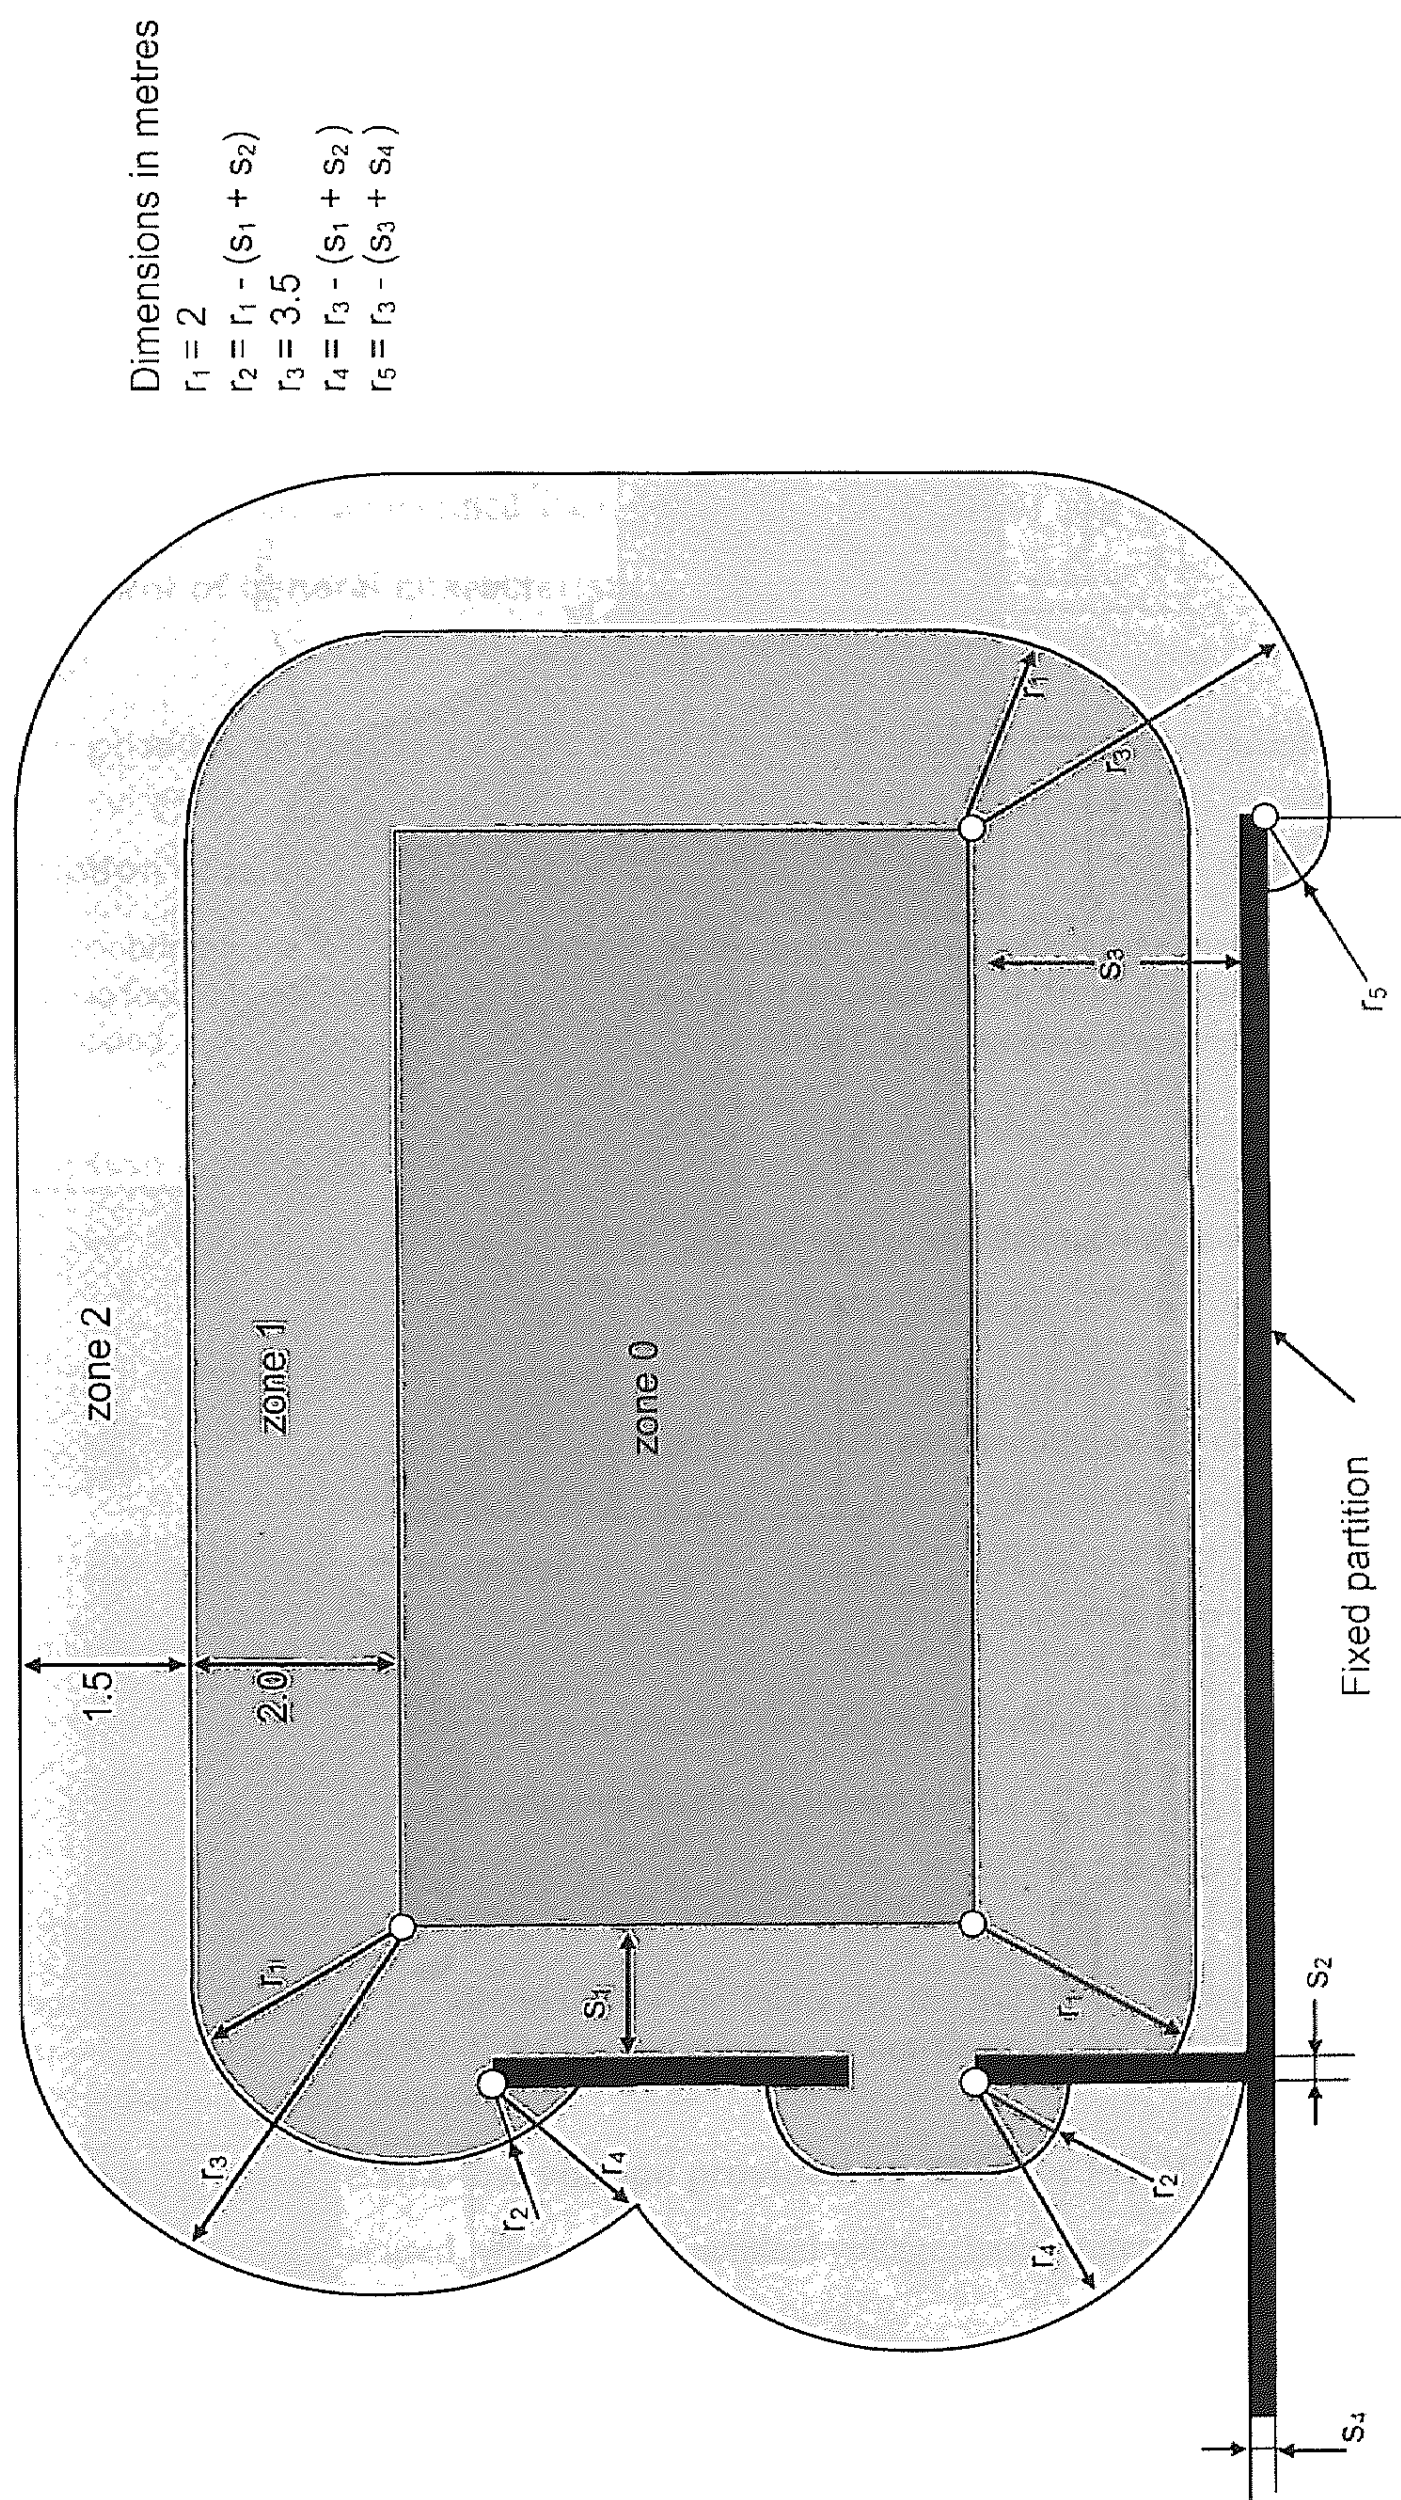 Dimensions in metres
r1 = 2
r2 = r1 - (s1 + s2)
r3 = 3.5
r4 = r3 - (s1 + s2 )
r5 = r3 - (s3 + s4 )
zone 2
zone 1
zone 0
1.5
2.0
r1
r3
r1
r3
s3
r5
Fixed partition
r1
s1
r1
s2
r3
r2
r4
r4
r2
s4